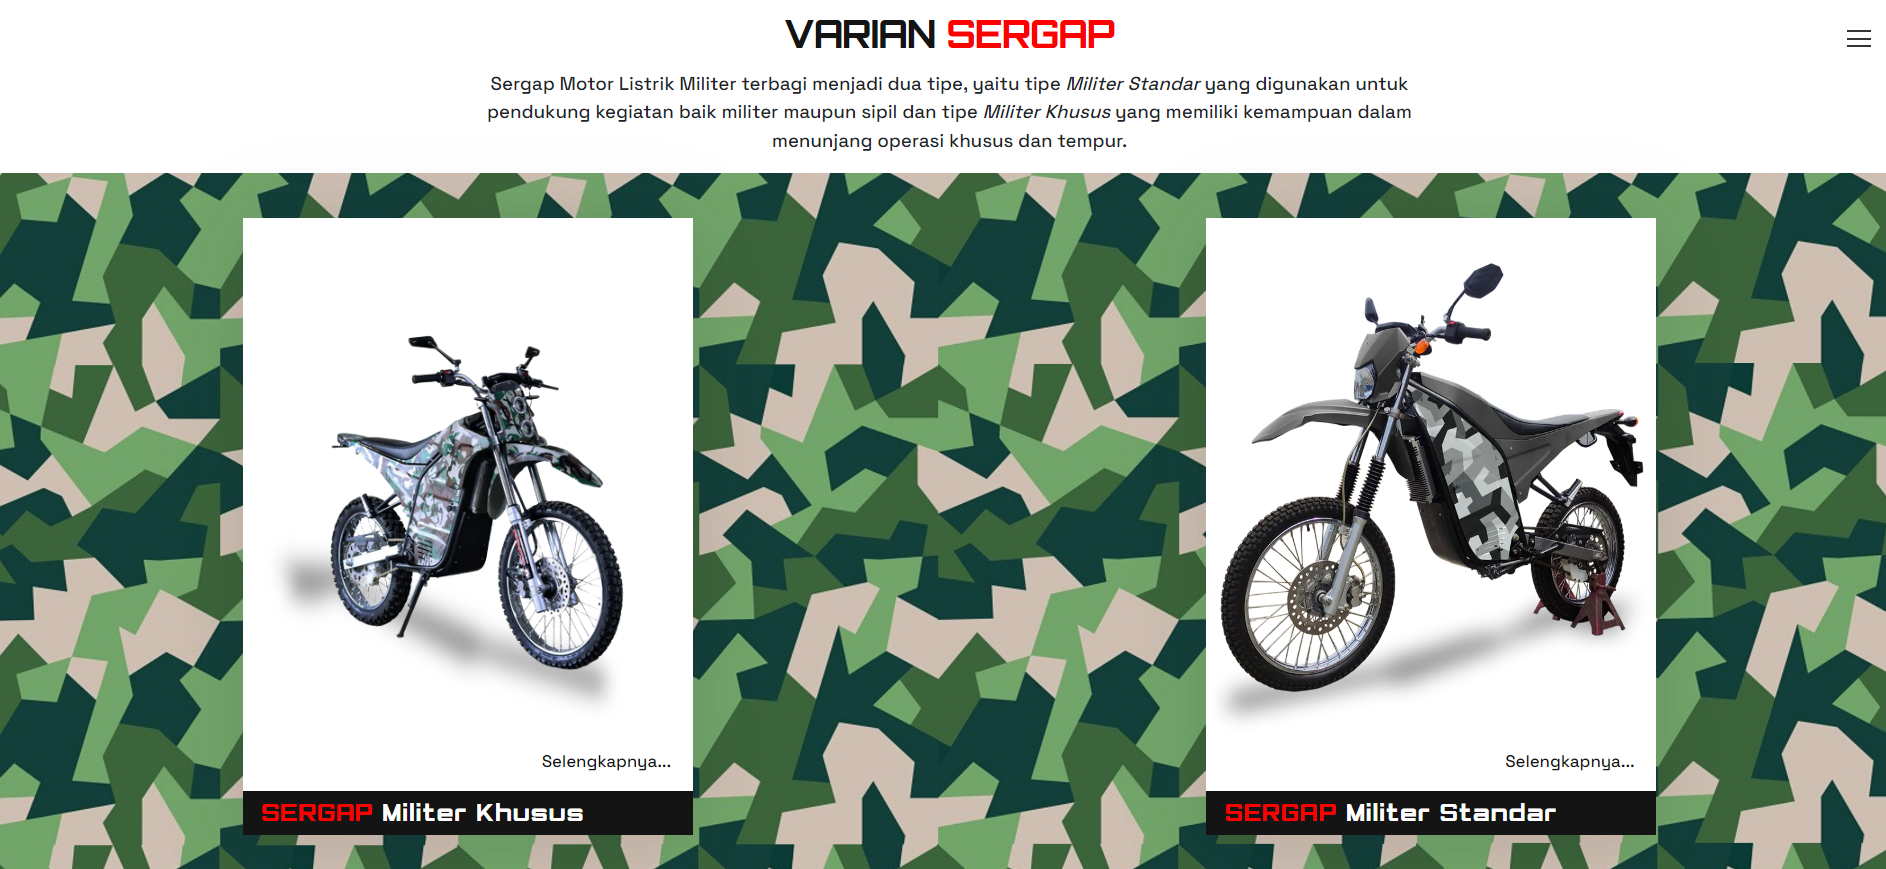 VARIAN SERGAP
Sergap Motor Listrik Militer terbagi menjadi dua tipe, yaitu tipe Militer Standar yang digunakan untuk
pendukung kegiatan baik militer maupun sipil dan tipe Militer Khusus yang memiliki kemampuan dalam
menunjang operasi khusus dan tempur.
Selengkapnya...
SERGAP Militer Khusus
Selengkapnya...
SERGAP Militer Standar